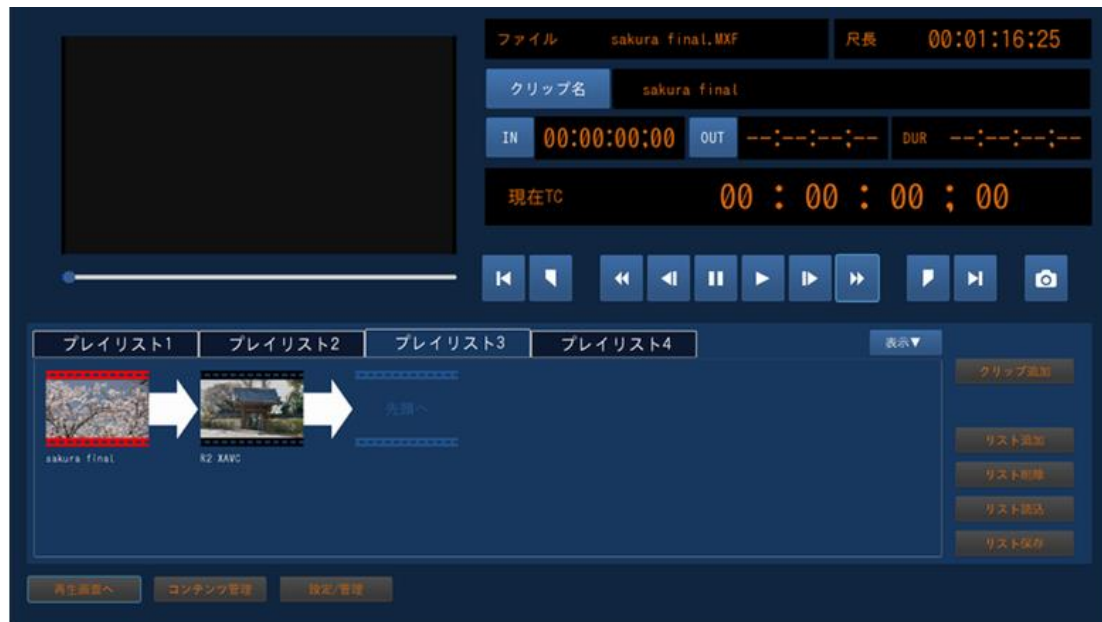 ファイル sakura final.MXF 尺長 00:01:16;25
クリップ名 sakura final
IN 00:00:00;00 OUT --:--:--;-- DUR --:--:--;--
現在TC 00 : 00 : 00 ; 00
プレイリスト1 プレイリスト2 プレイリスト3 プレイリスト4 表示▼
クリップ追加
先頭へ
sakura final R2 XAVC
リスト追加
リスト削除
リスト読込
リスト保存
再生画面へ コンテンツ管理 設定/管理